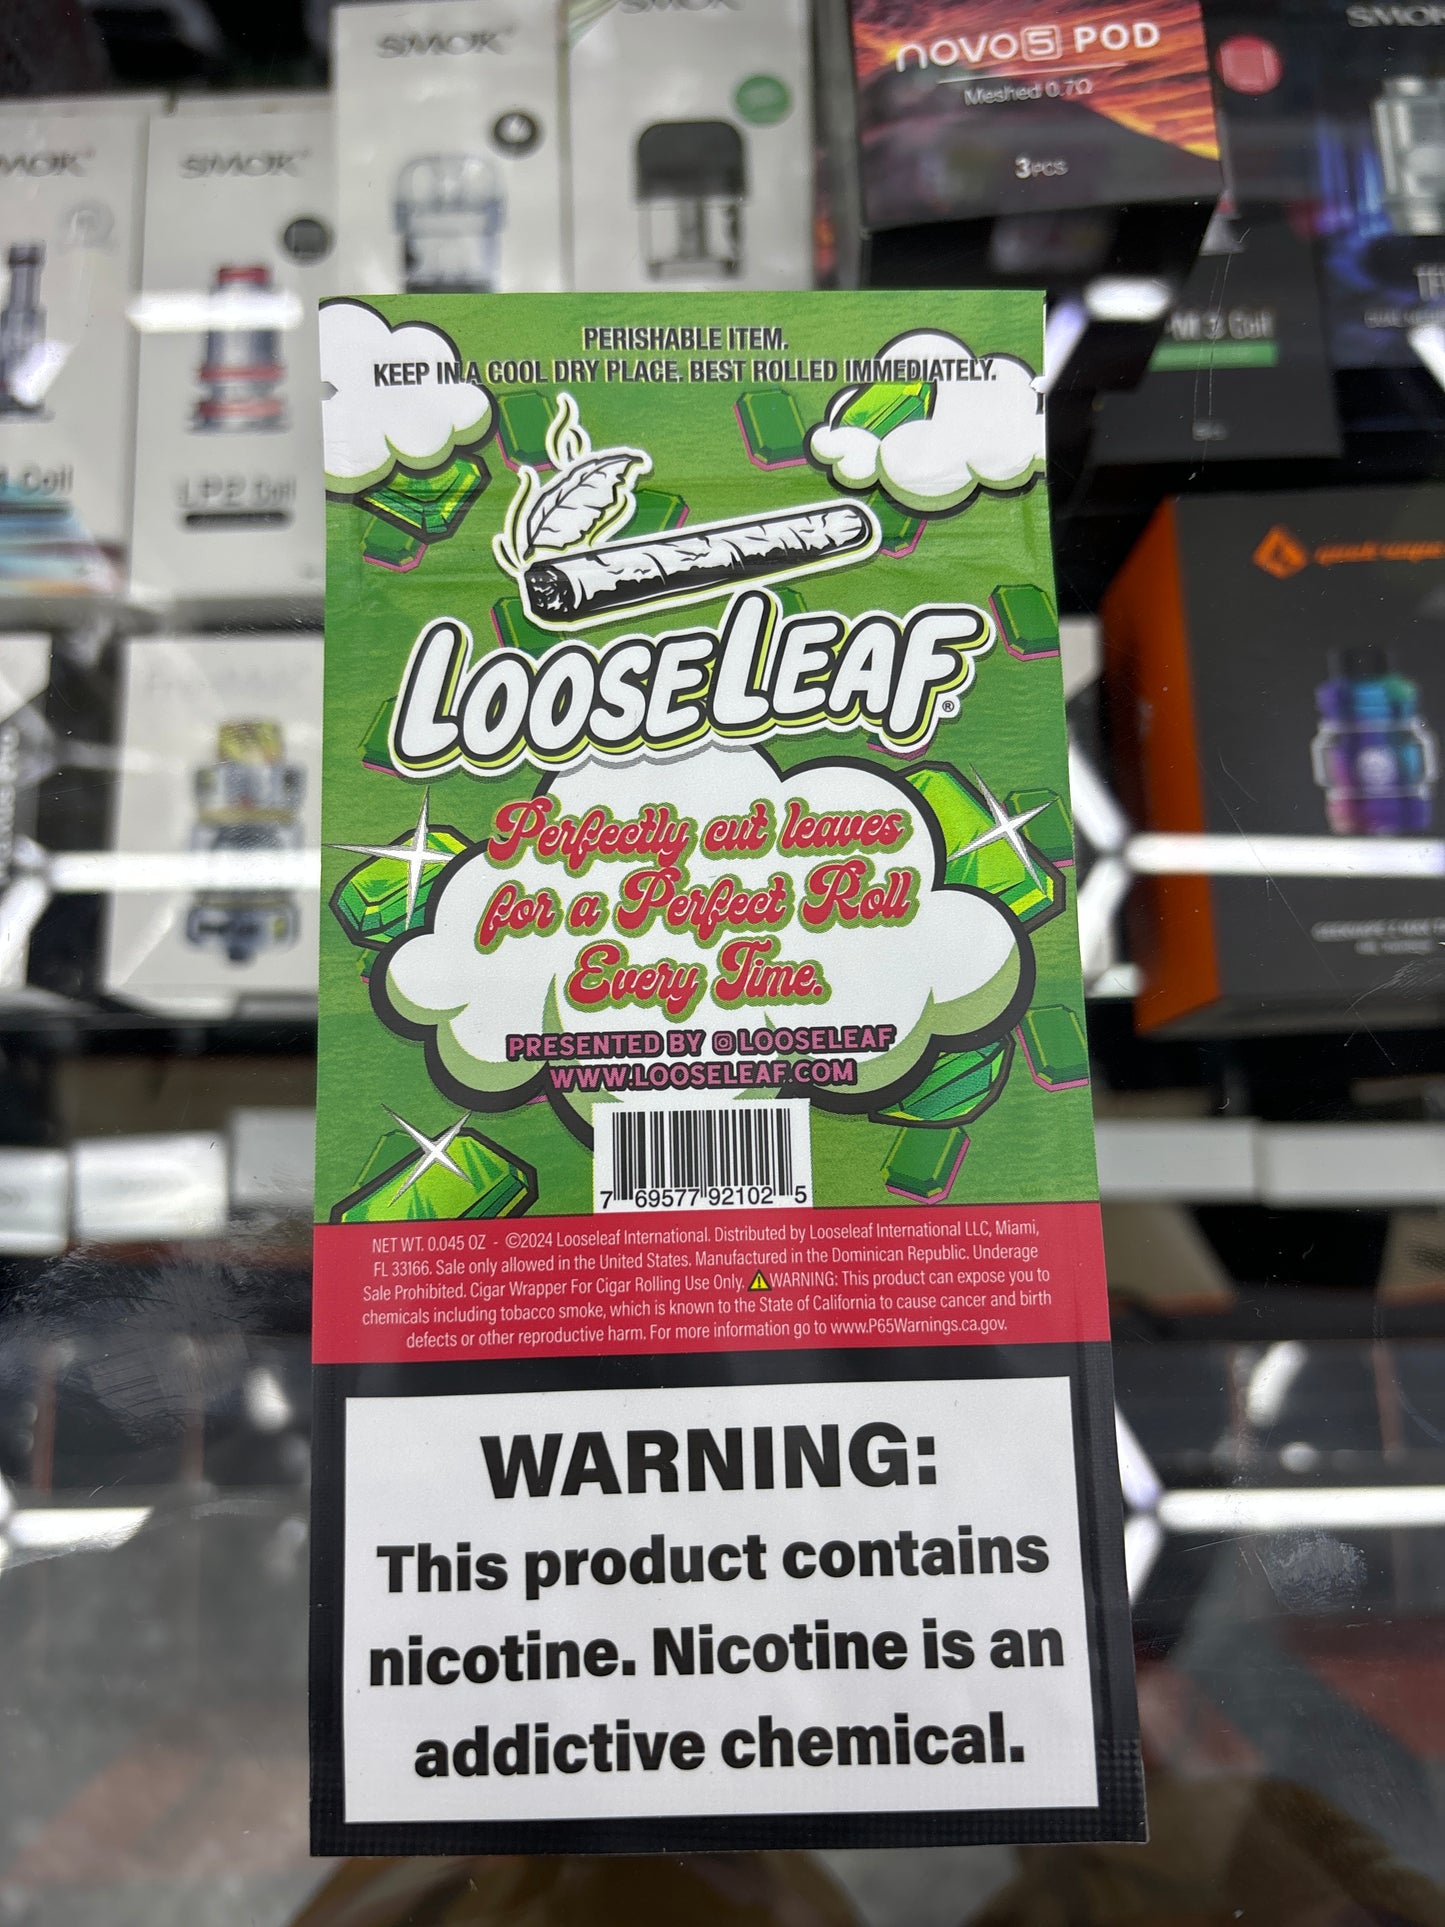 SMOK
SMOK
novo 5 POD
Meshed 0.7Ω
3PCS
SMOK
SMOK
Coil
LP2 Coil
M 3 Coil
PERISHABLE ITEM.
KEEP IN A COOL DRY PLACE. BEST ROLLED IMMEDIATELY.
LOOSELEAF®
Perfectly cut leaves
for a Perfect Roll
Every Time.
PRESENTED BY @LOOSELEAF
WWW.LOOSELEAF.COM
7 69577 92102 5
NET WT. 0.045 OZ - ©2024 Looseleaf International. Distributed by Looseleaf International LLC, Miami,
FL 33166. Sale only allowed in the United States. Manufactured in the Dominican Republic. Underage
Sale Prohibited. Cigar Wrapper For Cigar Rolling Use Only. ⚠WARNING: This product can expose you to
chemicals including tobacco smoke, which is known to the State of California to cause cancer and birth
defects or other reproductive harm. For more information go to www.P65Warnings.ca.gov.
WARNING:
This product contains
nicotine. Nicotine is an
addictive chemical.